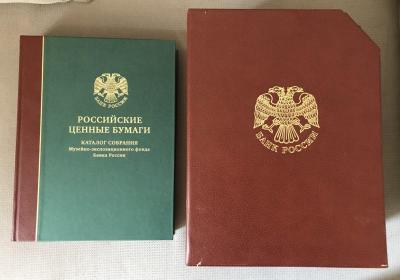 БАНК РОССИИ
РОССИЙСКИЕ
ЦЕННЫЕ БУМАГИ
КАТАЛОГ СОБРАНИЯ
Музейно-экспозиционного фонда
Банка России
БАНК РОССИИ